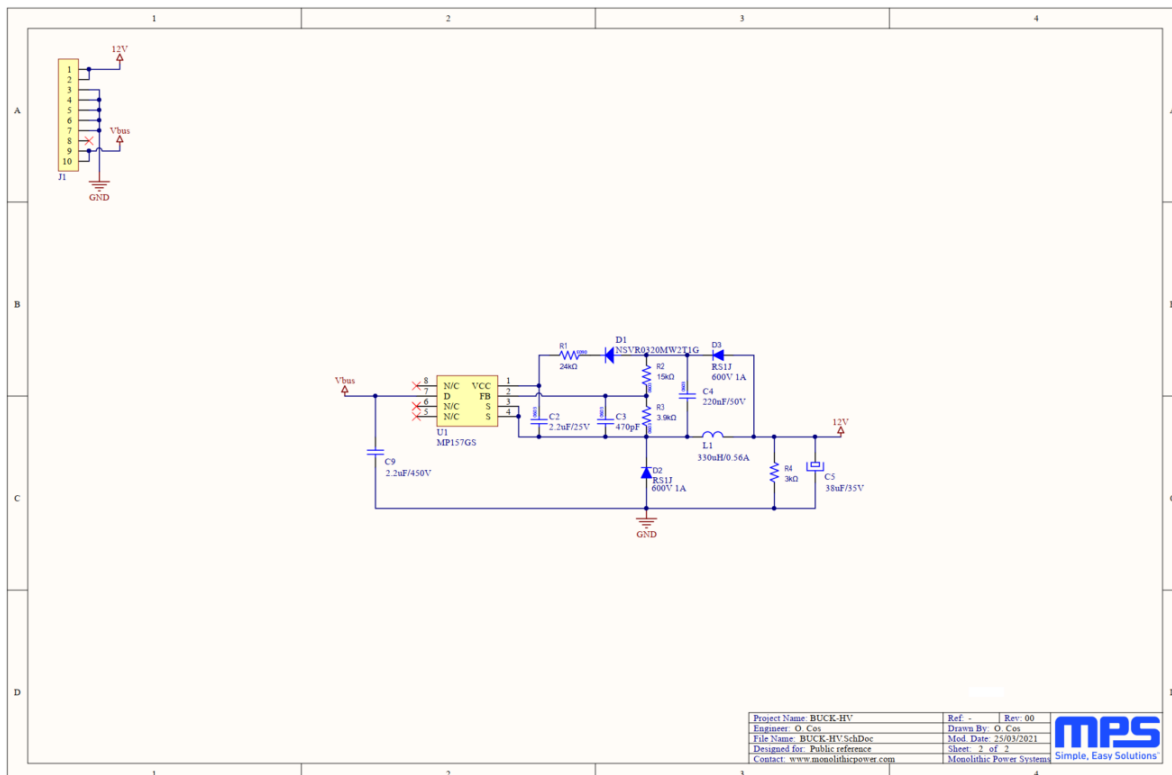 1 2 3 4
A
B
C
D
12V
1
2
3
4
5
6
7
8
9
10
Vbus
J1
GND
Vbus
8 N/C VCC 1
7 D FB 2
6 N/C S 3
5 N/C S 4
U1
MP157GS
C9
2.2uF/450V
R1
24kΩ
D1
NSVR0320MW2T1G
R2
15kΩ
R3
3.9kΩ
C2
2.2uF/25V
C3
470pF
C4
220nF/50V
D3
RS1J
600V 1A
L1
330uH/0.56A
D2
RS1J
600V 1A
GND
12V
R4
3kΩ
C5
38uF/35V
Project Name: BUCK-HV Ref: - Rev: 00
Engineer: O. Cos Drawn By: O. Cos
File Name: BUCK-HV.SchDoc Mod. Date: 25/03/2021
Designed for: Public reference Sheet: 2 of 2
Contact: www.monolithicpower.com Monolithic Power Systems
mPS
Simple, Easy Solutions™
1 2 3 4